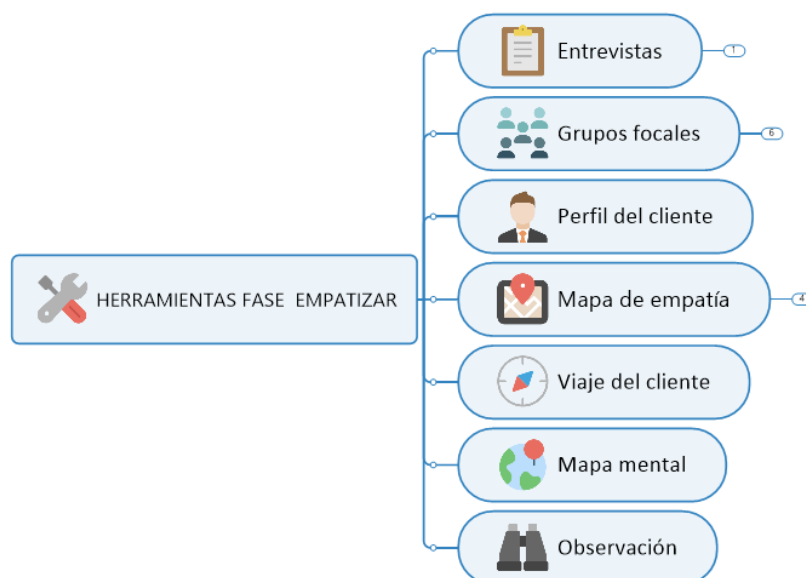 Entrevistas
1
Grupos focales
6
Perfil del cliente
HERRAMIENTAS FASE EMPATIZAR
Mapa de empatía
4
Viaje del cliente
Mapa mental
Observación